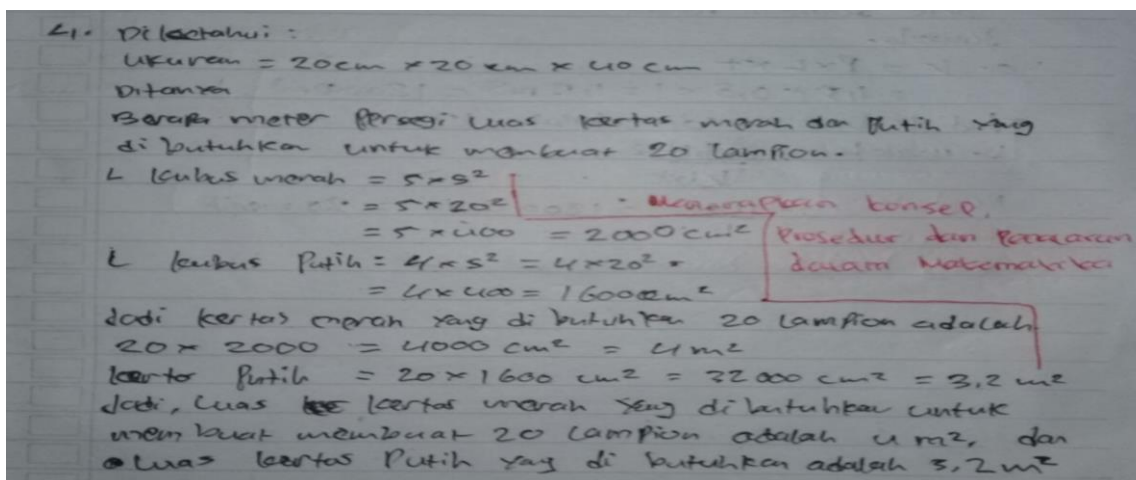 4. Diketahui :
Ukuran = 20cm × 20 cm × 40 cm
Ditanya
Berapa meter Persegi luas kertas merah dan Putih yang
di butuhkan untuk membuat 20 lampion.
L kubus merah = 5 × s²
= 5 × 20² Menerapkan konsep,
= 5 × 400 = 2000 cm² Prosedur dan Penalaran
L kubus Putih = 4 × s² = 4 × 20² dalam Matematika
= 4 × 400 = 1600 cm²
Jadi kertas merah yang di butuhkan 20 lampion adalah
20 × 2000 = 4000 cm² = 4 m²
kertas Putih = 20 × 1600 cm² = 32000 cm² = 3,2 m²
Jadi, luas kertas merah yang di butuhkan untuk
membuat membuat 20 lampion adalah 4 m², dan
luas kertas Putih yang di butuhkan adalah 3,2 m²